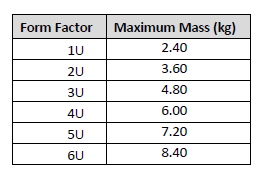 Form Factor Maximum Mass (kg)
1U 2.40
2U 3.60
3U 4.80
4U 6.00
5U 7.20
6U 8.40